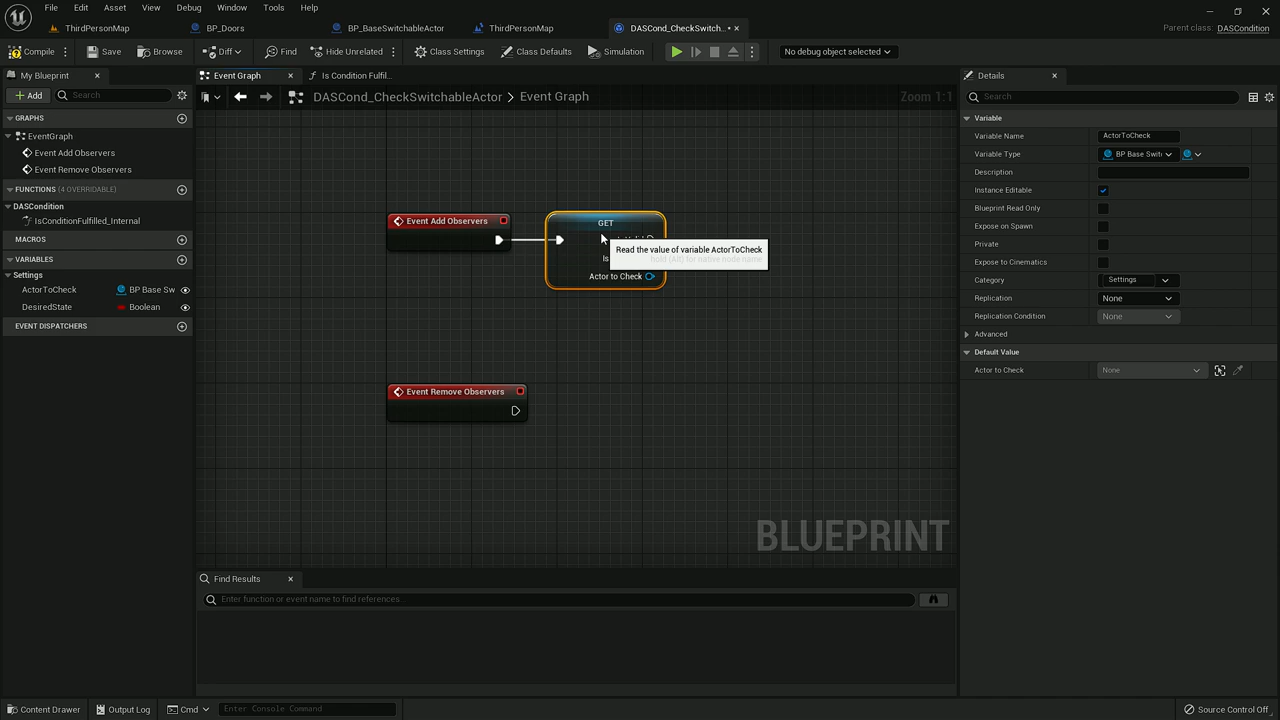 File Edit Asset View Debug Window Tools Help
ThirdPersonMap BP_Doors BP_BaseSwitchableActor ThirdPersonMap DASCond_CheckSwitch... • Parent class: DASCondition
Compile Save Browse Diff Find Hide Unrelated Class Settings Class Defaults Simulation No debug object selected
My Blueprint Event Graph Is Condition Fulfil... Details
Add Search DASCond_CheckSwitchableActor > Event Graph Zoom 1:1 Search
GRAPHS
EventGraph
Event Add Observers
Event Remove Observers
FUNCTIONS (4 OVERRIDABLE)
DASCondition
IsConditionFulfilled_Internal
MACROS
VARIABLES
Settings
ActorToCheck BP Base Sw
DesiredState Boolean
EVENT DISPATCHERS
Event Add Observers
GET
Read the value of variable ActorToCheck
hold (Alt) for native node name
Is
Actor to Check
Event Remove Observers
BLUEPRINT
Variable
Variable Name ActorToCheck
Variable Type BP Base Swit
Description
Instance Editable
Blueprint Read Only
Expose on Spawn
Private
Expose to Cinematics
Category Settings
Replication None
Replication Condition None
Advanced
Default Value
Actor to Check None
Find Results
Enter function or event name to find references...
Content Drawer Output Log Cmd Enter Console Command Source Control Off